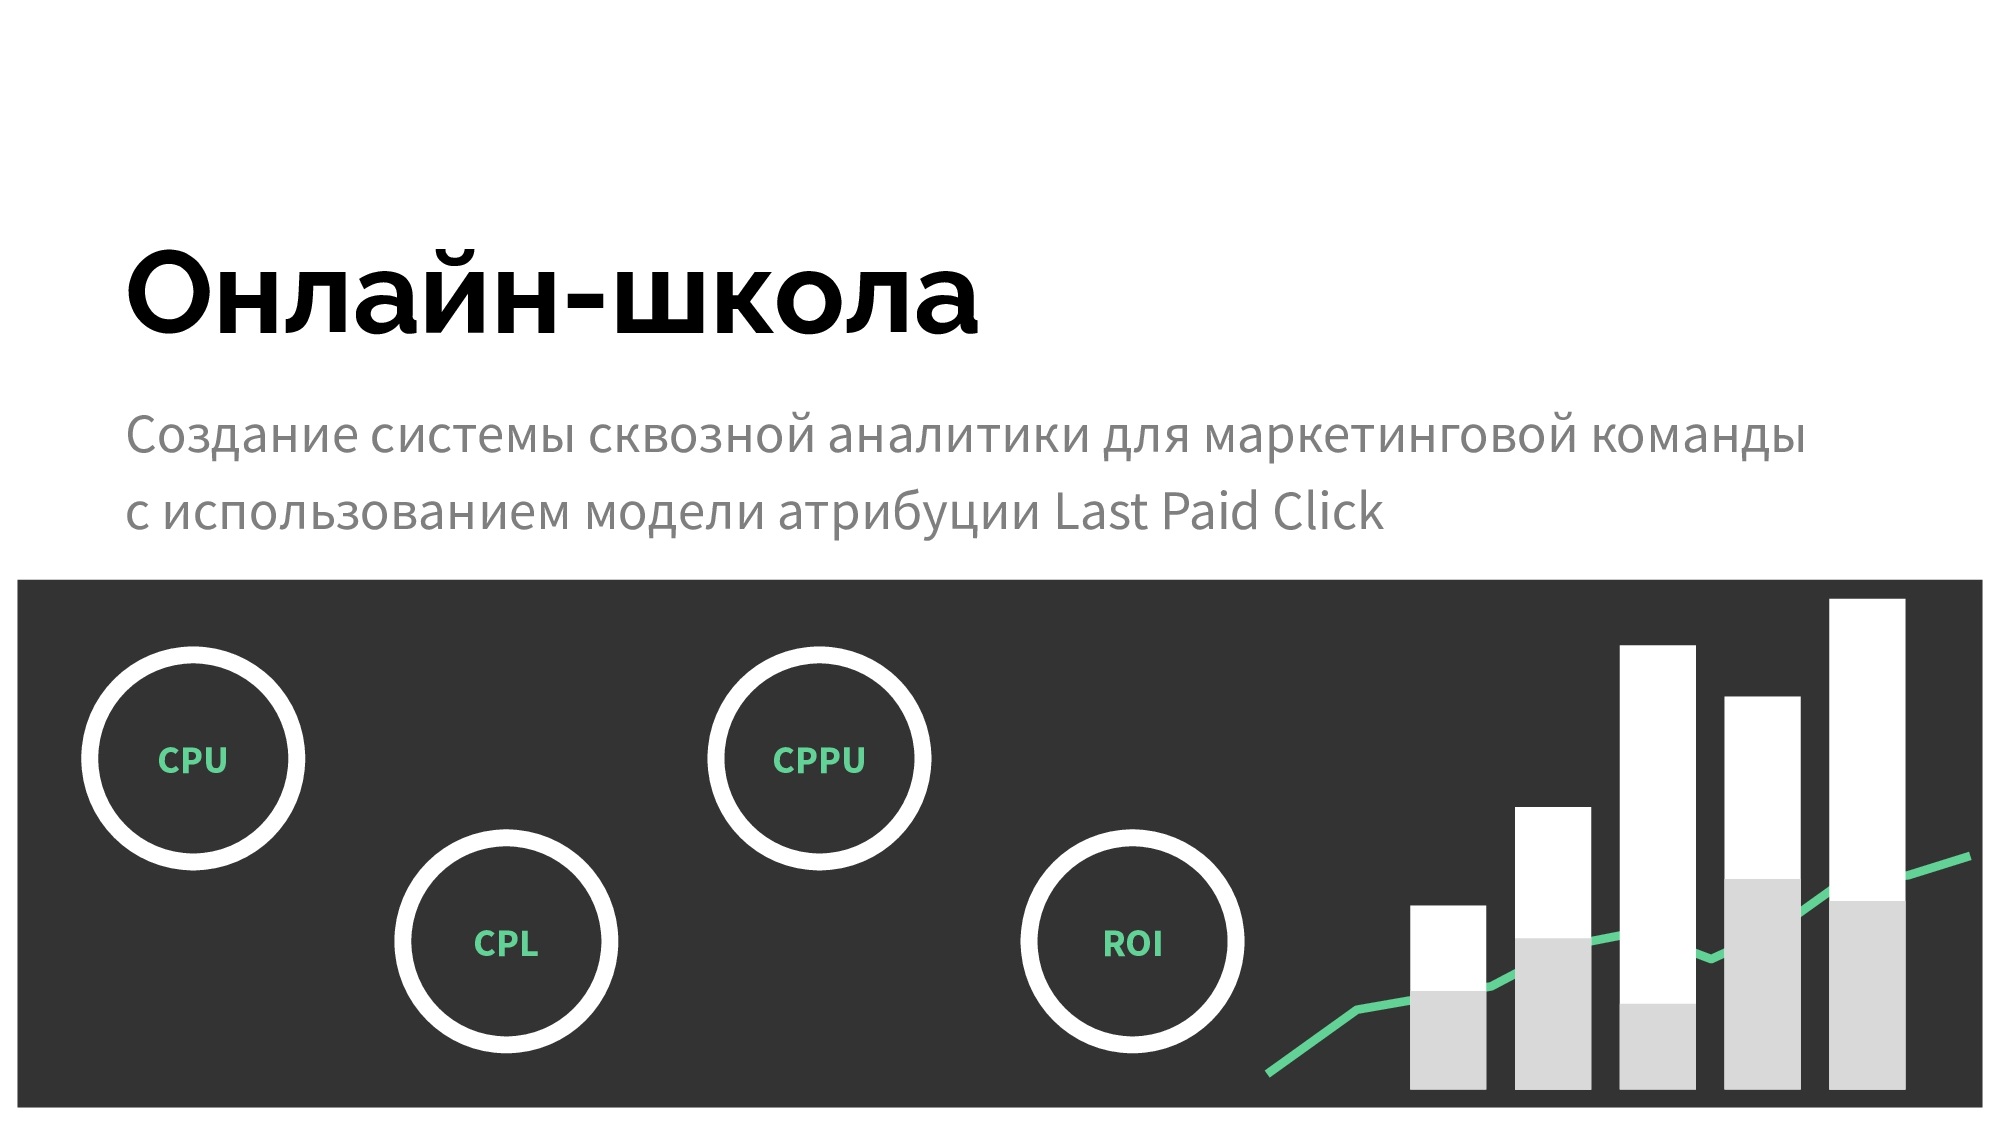 Онлайн-школа
Создание системы сквозной аналитики для маркетинговой команды
с использованием модели атрибуции Last Paid Click
CPU
CPPU
CPL
ROI